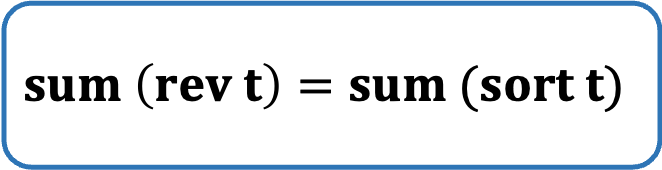 sum (rev t) = sum (sort t)